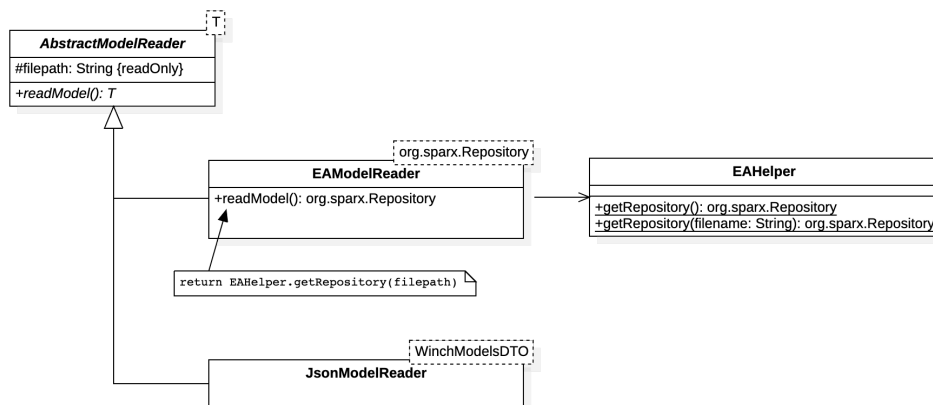 T
AbstractModelReader
#filepath: String {readOnly}
+readModel(): T
org.sparx.Repository
EAModelReader
+readModel(): org.sparx.Repository
EAHelper
+getRepository(): org.sparx.Repository
+getRepository(filename: String): org.sparx.Repository
return EAHelper.getRepository(filepath)
WinchModelsDTO
JsonModelReader